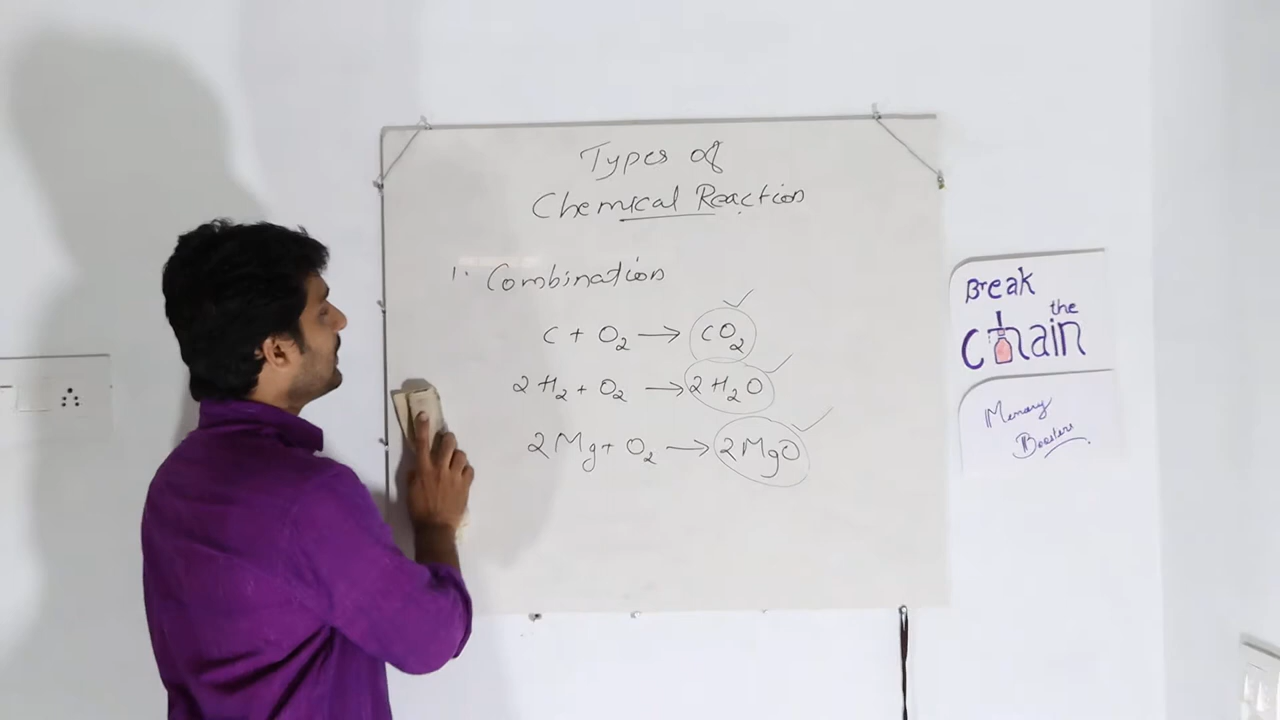 Types of
Chemical Reaction
1. Combination
C + O₂ → CO₂
2 H₂ + O₂ → 2 H₂O
2 Mg + O₂ → 2 MgO
Break
the
Chain
Memory
Boosters